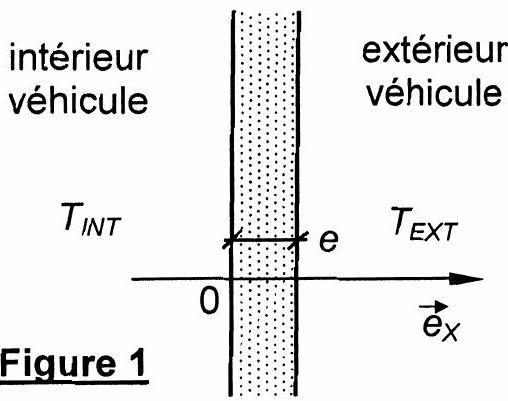 intérieur
véhicule
extérieur
véhicule
T_INT
T_EXT
e
0
e_X
Figure 1